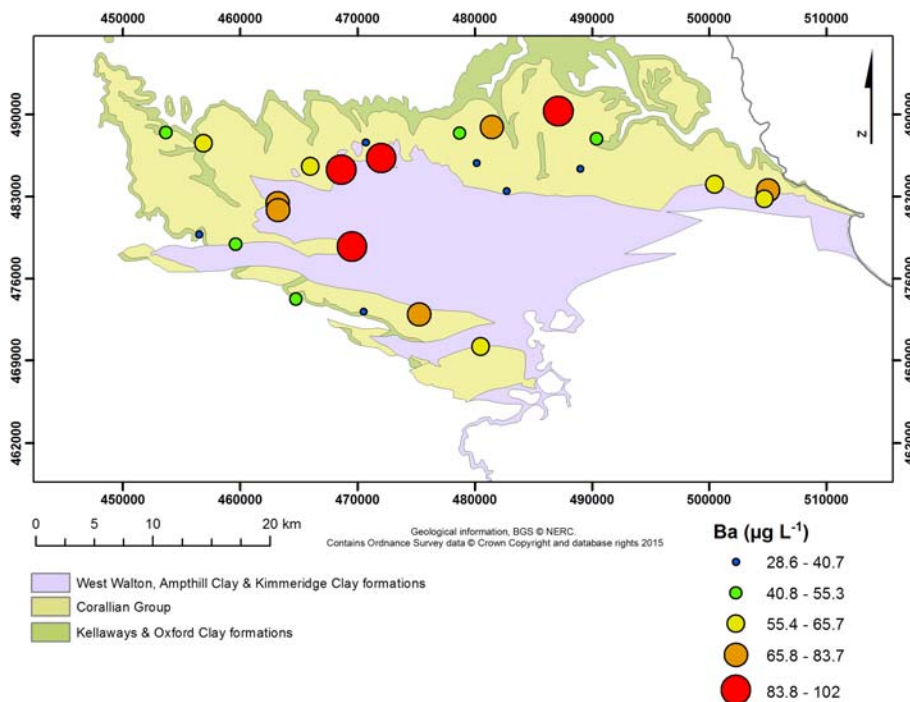 450000 460000 470000 480000 490000 500000 510000
490000 490000
483000 483000
476000 476000
469000 469000
462000 462000
N
450000 460000 470000 480000 490000 500000 510000
0 5 10 20 km
Geological information, BGS © NERC.
Contains Ordnance Survey data © Crown Copyright and database rights 2015
West Walton, Ampthill Clay & Kimmeridge Clay formations
Corallian Group
Kellaways & Oxford Clay formations
Ba (µg L⁻¹)
28.6 - 40.7
40.8 - 55.3
55.4 - 65.7
65.8 - 83.7
83.8 - 102